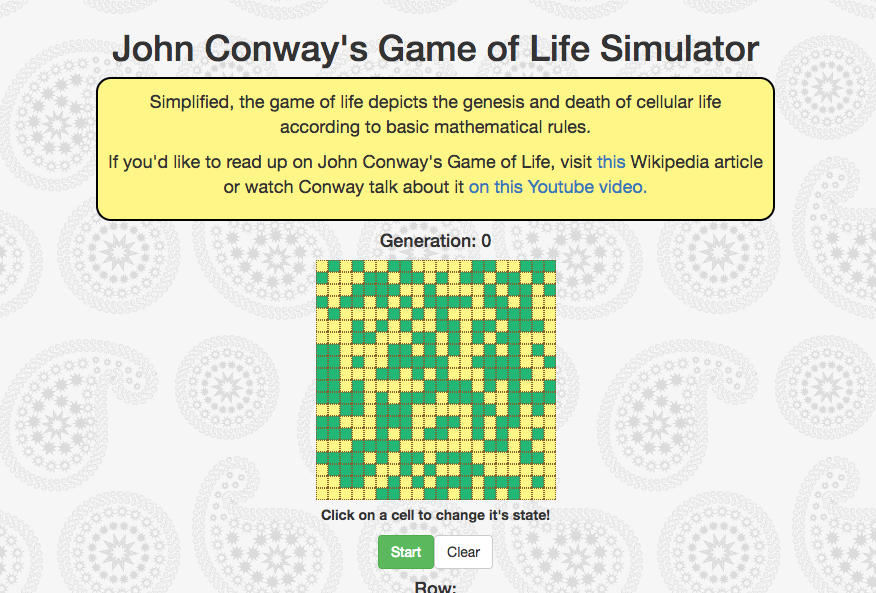 John Conway's Game of Life Simulator
Simplified, the game of life depicts the genesis and death of cellular life
according to basic mathematical rules.
If you'd like to read up on John Conway's Game of Life, visit this Wikipedia article
or watch Conway talk about it on this Youtube video.
Generation: 0
Click on a cell to change it's state!
Start Clear
Row: